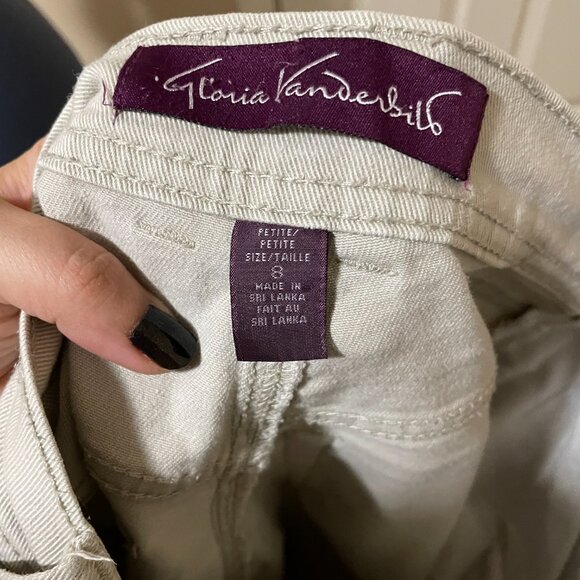 Gloria Vanderbilt
PETITE/
PETITE
SIZE/TAILLE
8
MADE IN
SRI LANKA
FAIT AU
SRI LANKA